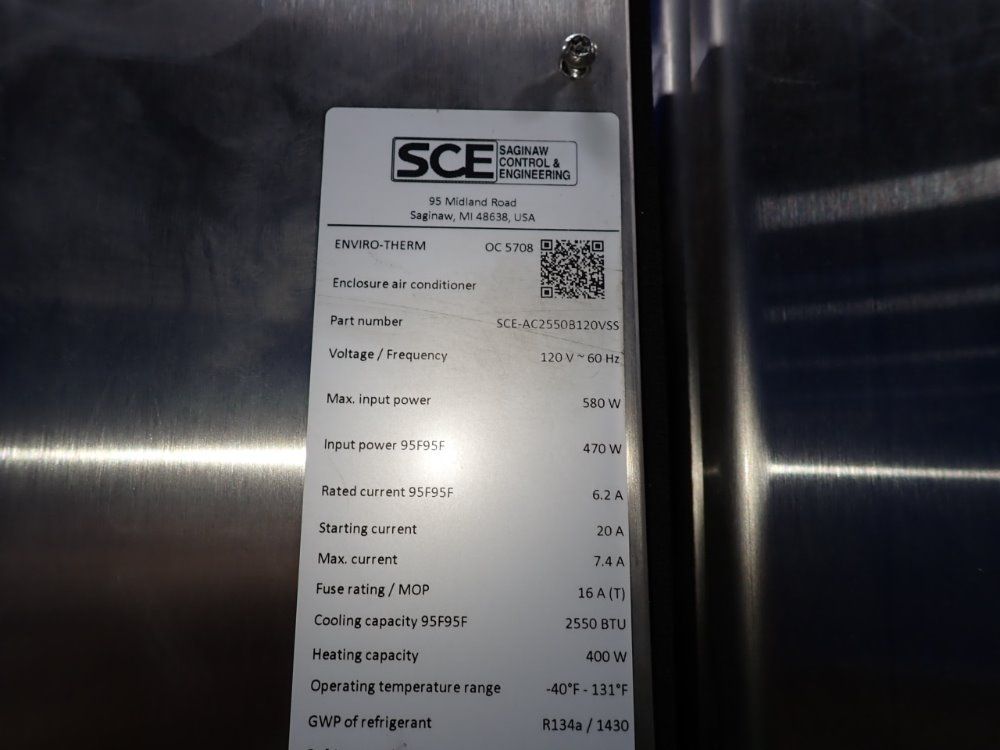 SCE SAGINAW
CONTROL &
ENGINEERING
95 Midland Road
Saginaw, MI 48638, USA
ENVIRO-THERM OC 5708
Enclosure air conditioner
Part number SCE-AC2550B120VSS
Voltage / Frequency 120 V ~ 60 Hz
Max. input power 580 W
Input power 95F95F 470 W
Rated current 95F95F 6.2 A
Starting current 20 A
Max. current 7.4 A
Fuse rating / MOP 16 A (T)
Cooling capacity 95F95F 2550 BTU
Heating capacity 400 W
Operating temperature range -40°F - 131°F
GWP of refrigerant R134a / 1430